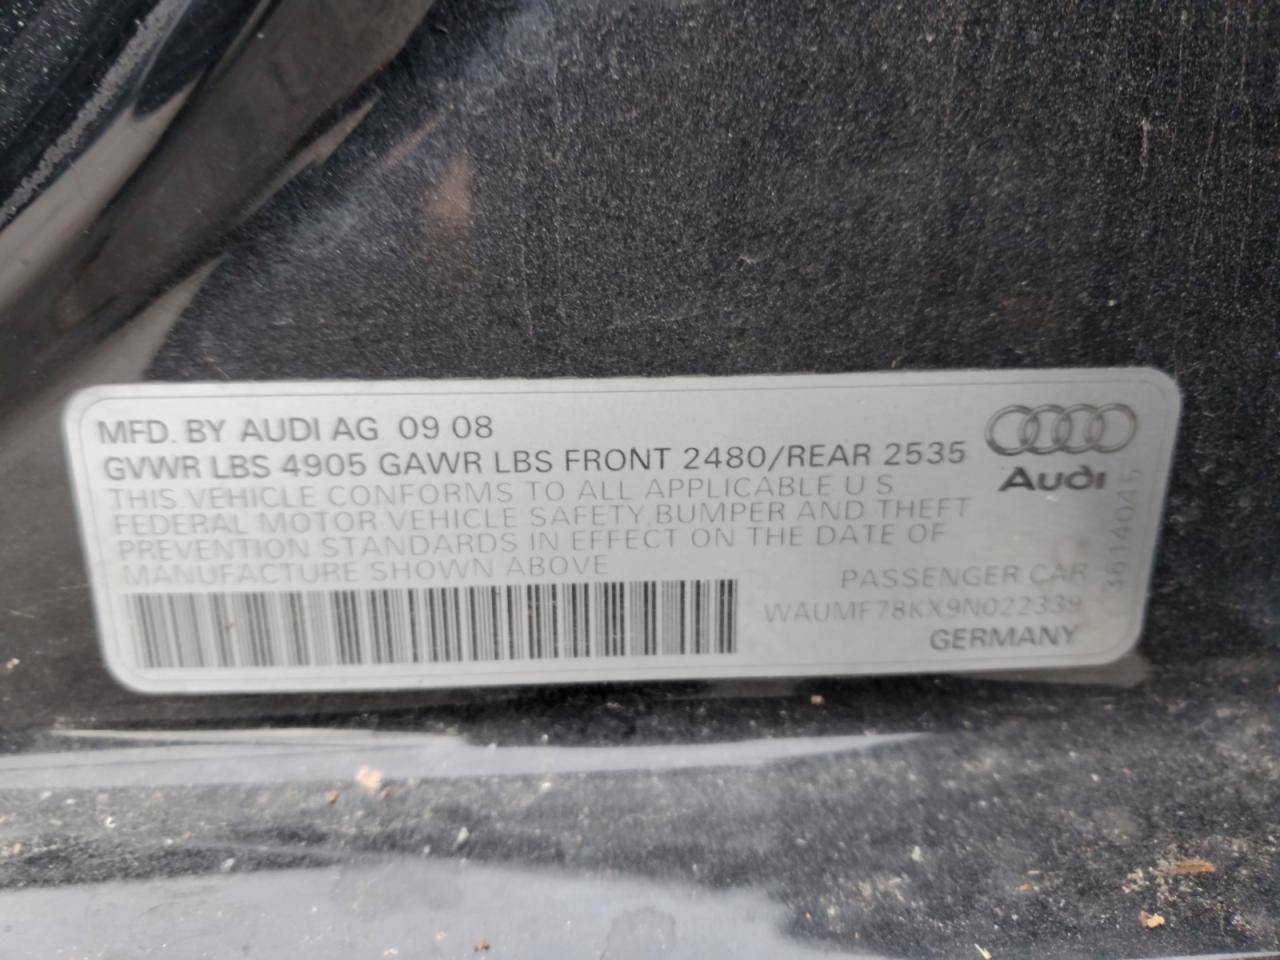 MFD. BY AUDI AG 09 08
GVWR LBS 4905 GAWR LBS FRONT 2480/REAR 2535
THIS VEHICLE CONFORMS TO ALL APPLICABLE U S
FEDERAL MOTOR VEHICLE SAFETY, BUMPER AND THEFT
PREVENTION STANDARDS IN EFFECT ON THE DATE OF
MANUFACTURE SHOWN ABOVE
PASSENGER CAR
WAUMF78KX9N022339
GERMANY
Audi
3614045